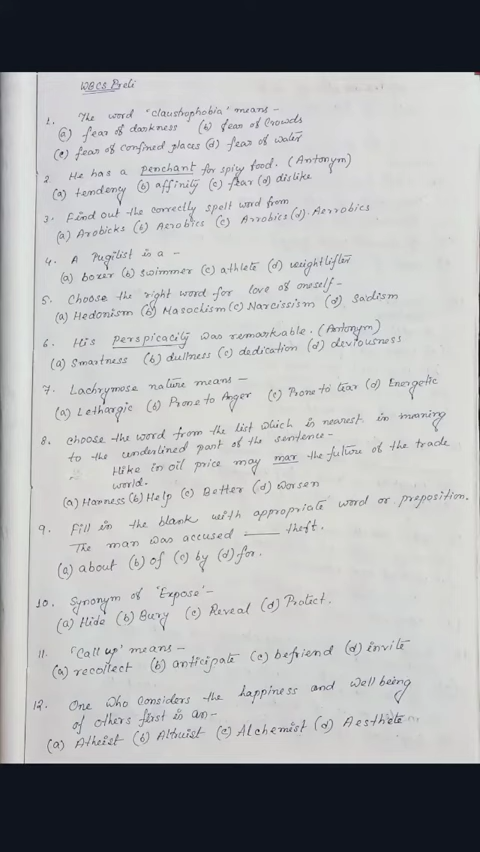 WBCS Preli
1. The word "Claustrophobia" means -
(a) fear of darkness (b) fear of Crowds
(c) fear of confined places (d) fear of water
2. He has a penchant for spicy food. (Antonym)
(a) tendency (b) affinity (c) fear (d) dislike
3. Find out the correctly spelt word from
(a) Arobicks (b) Aerobics (c) Arrobics (d) Aerrobics
4. A Pugilist is a -
(a) boxer (b) swimmer (c) athlete (d) weightlifter
5. Choose the right word for love of oneself -
(a) Hedonism (b) Masochism (c) Narcissism (d) Sadism
6. His perspicacity was remarkable. (Antonym)
(a) Smartness (b) dullness (c) dedication (d) deviousness
7. Lachrymose nature means -
(a) Lethargic (b) Prone to Anger (c) Prone to tear (d) Energetic
8. Choose the word from the list which is nearest in meaning
to the underlined part of the sentence -
Hike in oil price may mar the future of the trade
world.
(a) Harness (b) Help (c) Better (d) Worsen
9. Fill in the blank with appropriate word or preposition.
The man was accused ___ theft.
(a) about (b) of (c) by (d) for.
10. Synonym of "Expose" -
(a) Hide (b) Bury (c) Reveal (d) Protect.
11. 'Call up' means -
(a) recollect (b) anticipate (c) befriend (d) invite
12. One who considers the happiness and well being
of others first is an -
(a) Atheist (b) Altruist (c) Alchemist (d) Aesthete